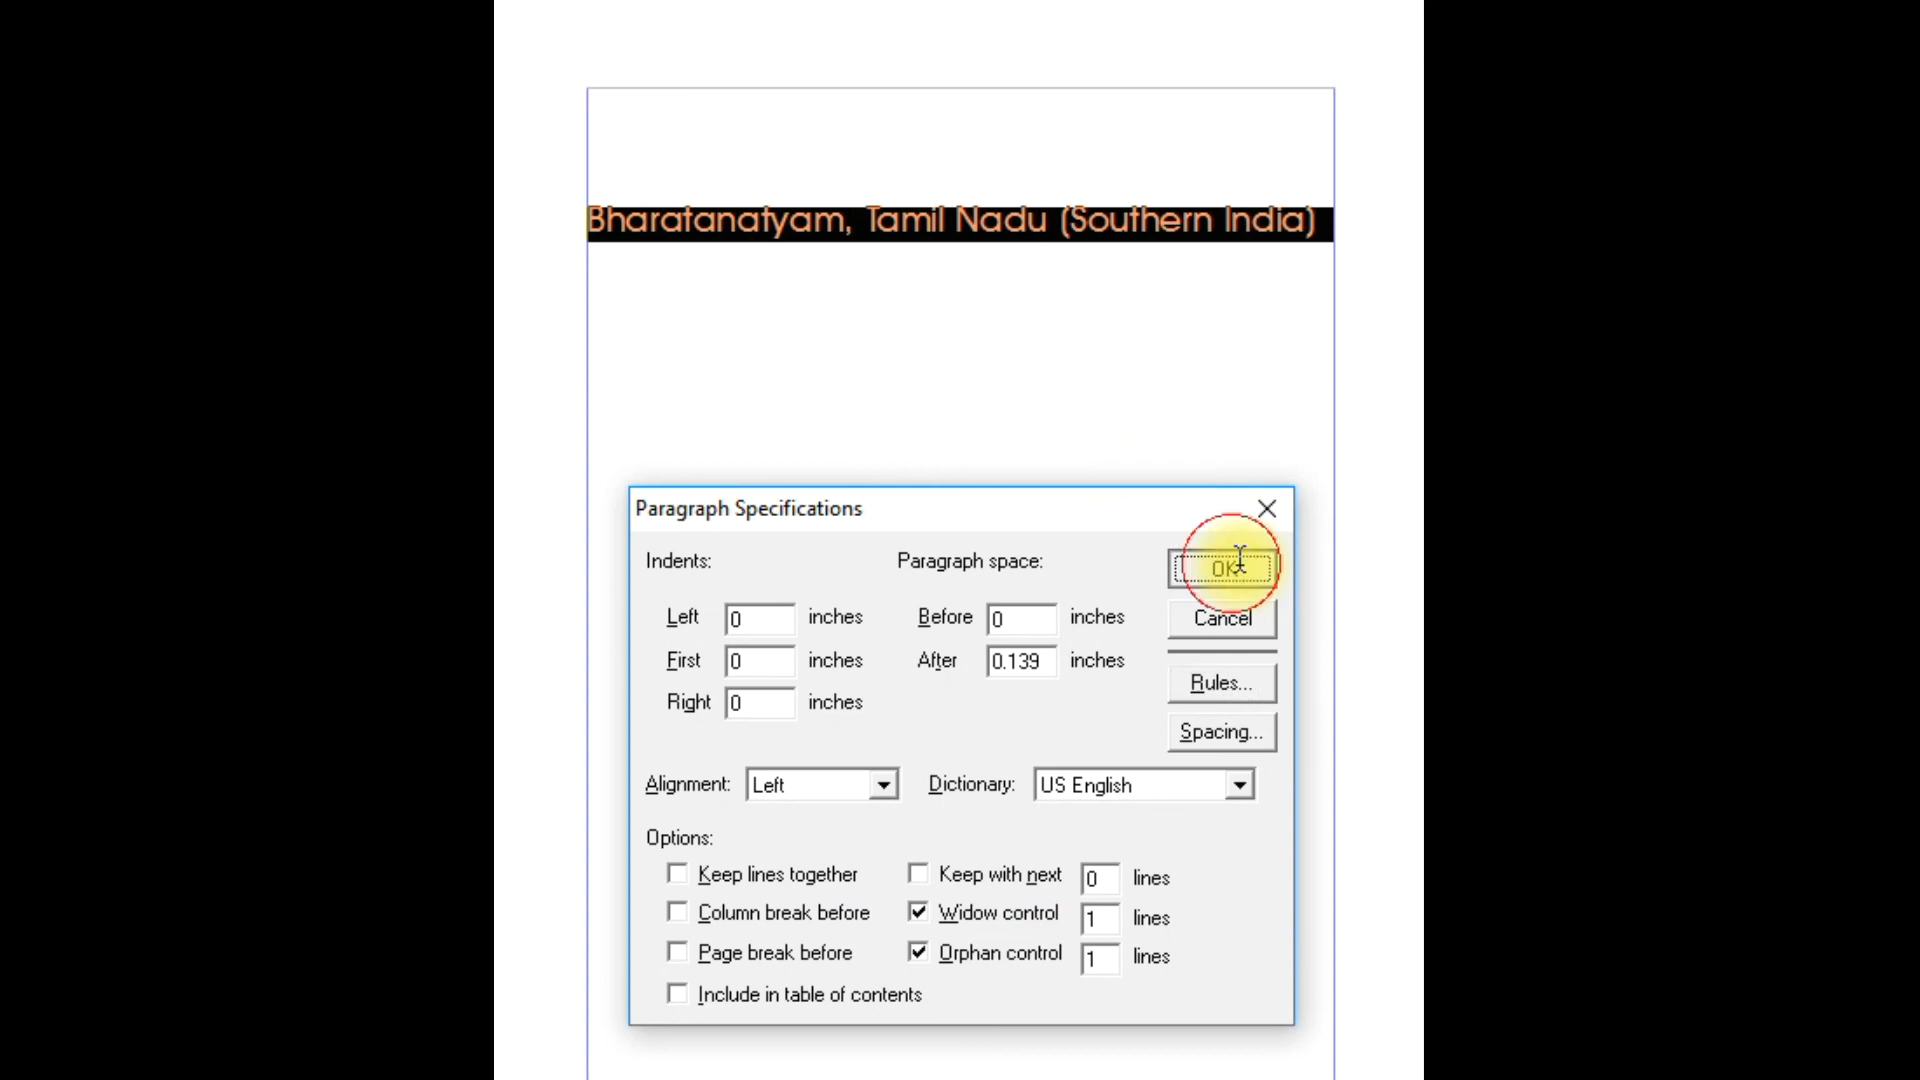 Bharatanatyam, Tamil Nadu (Southern India)
Paragraph Specifications
Indents: Paragraph space: OK
Left 0 inches Before 0 inches Cancel
First 0 inches After 0.139 inches
Rules...
Right 0 inches
Spacing...
Alignment: Left Dictionary: US English
Options:
Keep lines together Keep with next 0 lines
Column break before Widow control 1 lines
Page break before Orphan control 1 lines
Include in table of contents